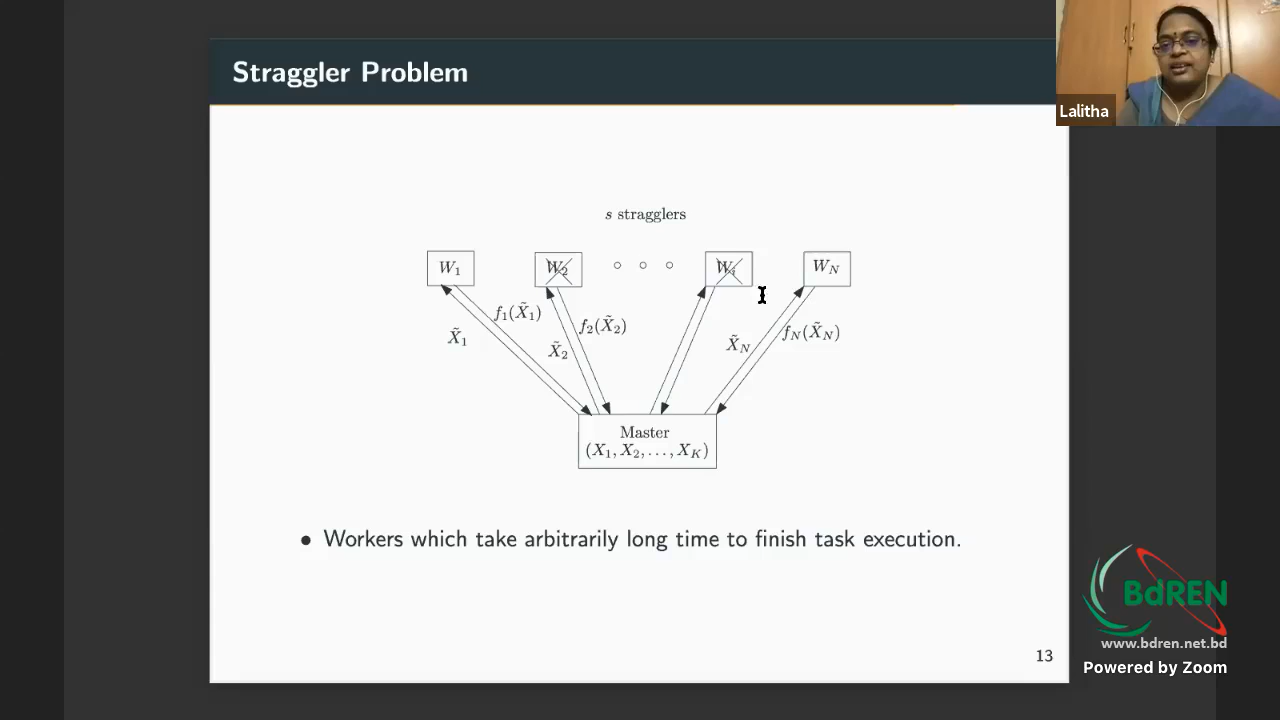 Straggler Problem
Lalitha
s stragglers
W₁ W₂ ○ ○ ○ Wᵢ W_N
f₁(X̃₁) f₂(X̃₂)
X̃₁ X̃₂ X̃_N f_N(X̃_N)
Master
(X₁, X₂, . . . , X_K)
• Workers which take arbitrarily long time to finish task execution.
13
BdREN
www.bdren.net.bd
Powered by Zoom